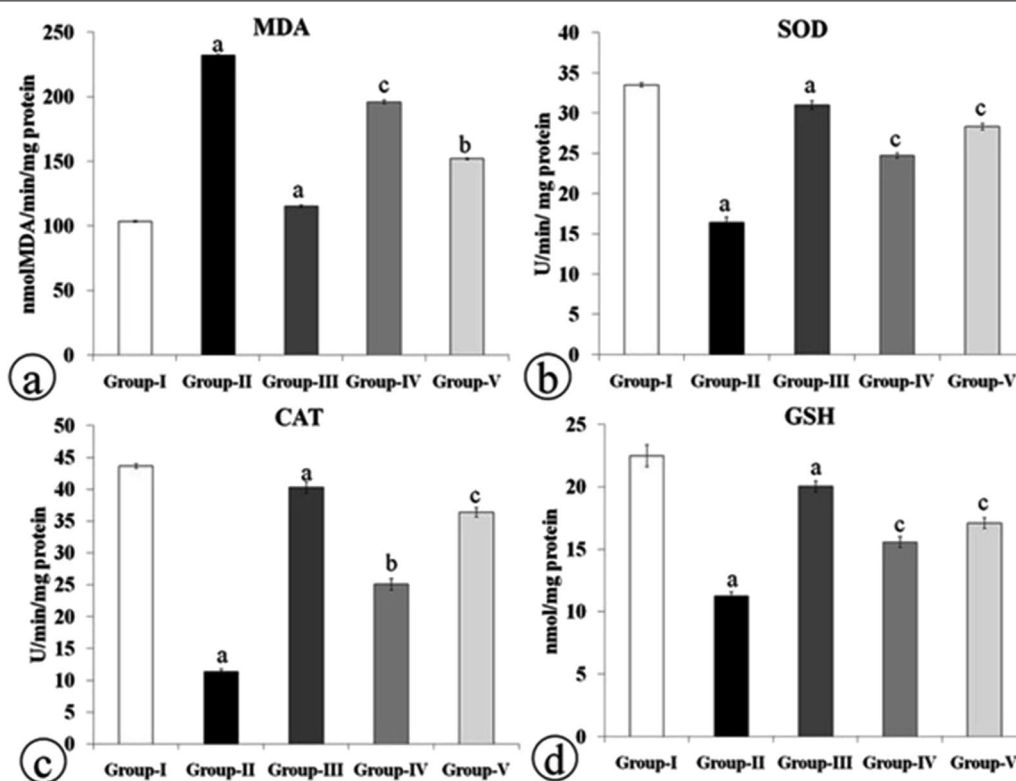 MDA
nmolMDA/min/mg protein
250
200
150
100
50
0
a
a
c
b
Group-I Group-II Group-III Group-IV Group-V
a
SOD
U/min/ mg protein
40
35
30
25
20
15
10
5
0
a
a
c
c
Group-I Group-II Group-III Group-IV Group-V
b
CAT
U/min/mg protein
50
45
40
35
30
25
20
15
10
5
0
a
a
b
c
Group-I Group-II Group-III Group-IV Group-V
c
GSH
nmol/mg protein
25
20
15
10
5
0
a
a
c
c
Group-I Group-II Group-III Group-IV Group-V
d